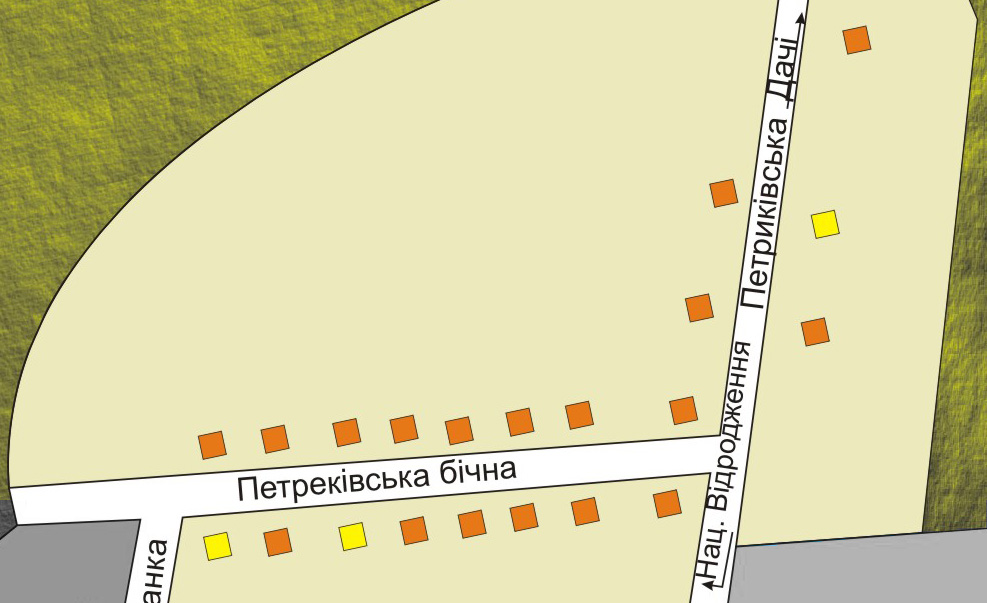 Дачі
Петриківська
Нац. Відродження
Петреківська бічна
анка